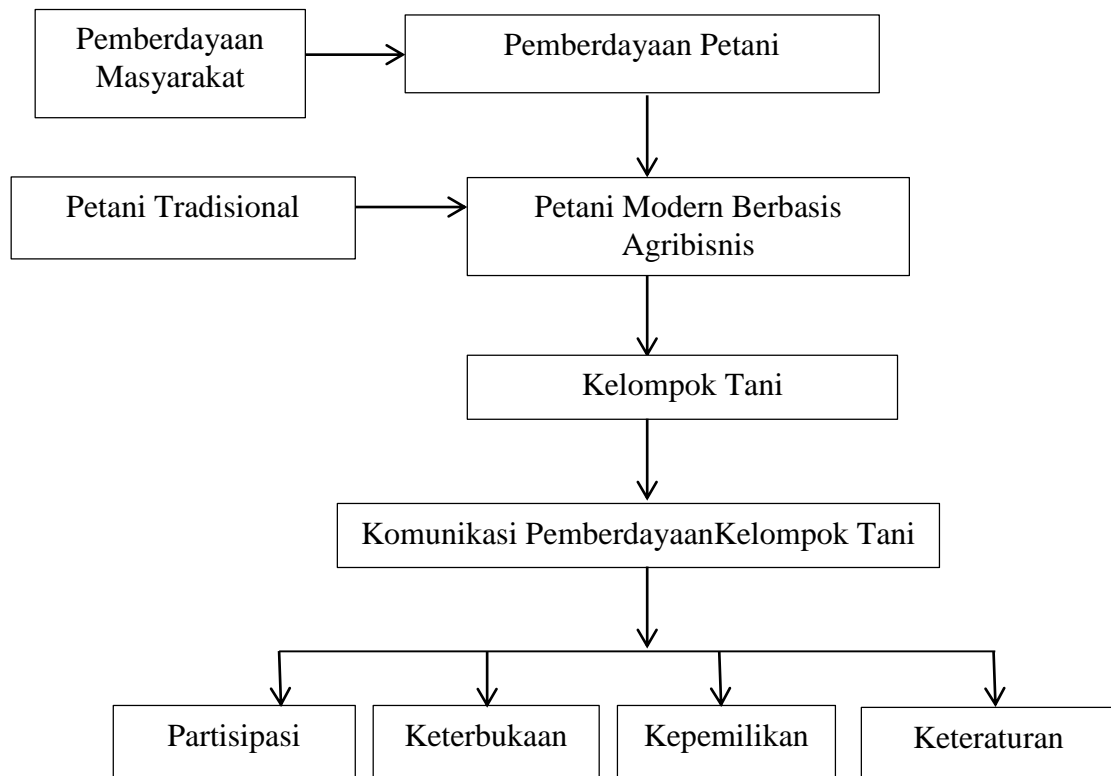 Pemberdayaan
Masyarakat
Pemberdayaan Petani
Petani Tradisional
Petani Modern Berbasis
Agribisnis
Kelompok Tani
Komunikasi PemberdayaanKelompok Tani
Partisipasi
Keterbukaan
Kepemilikan
Keteraturan